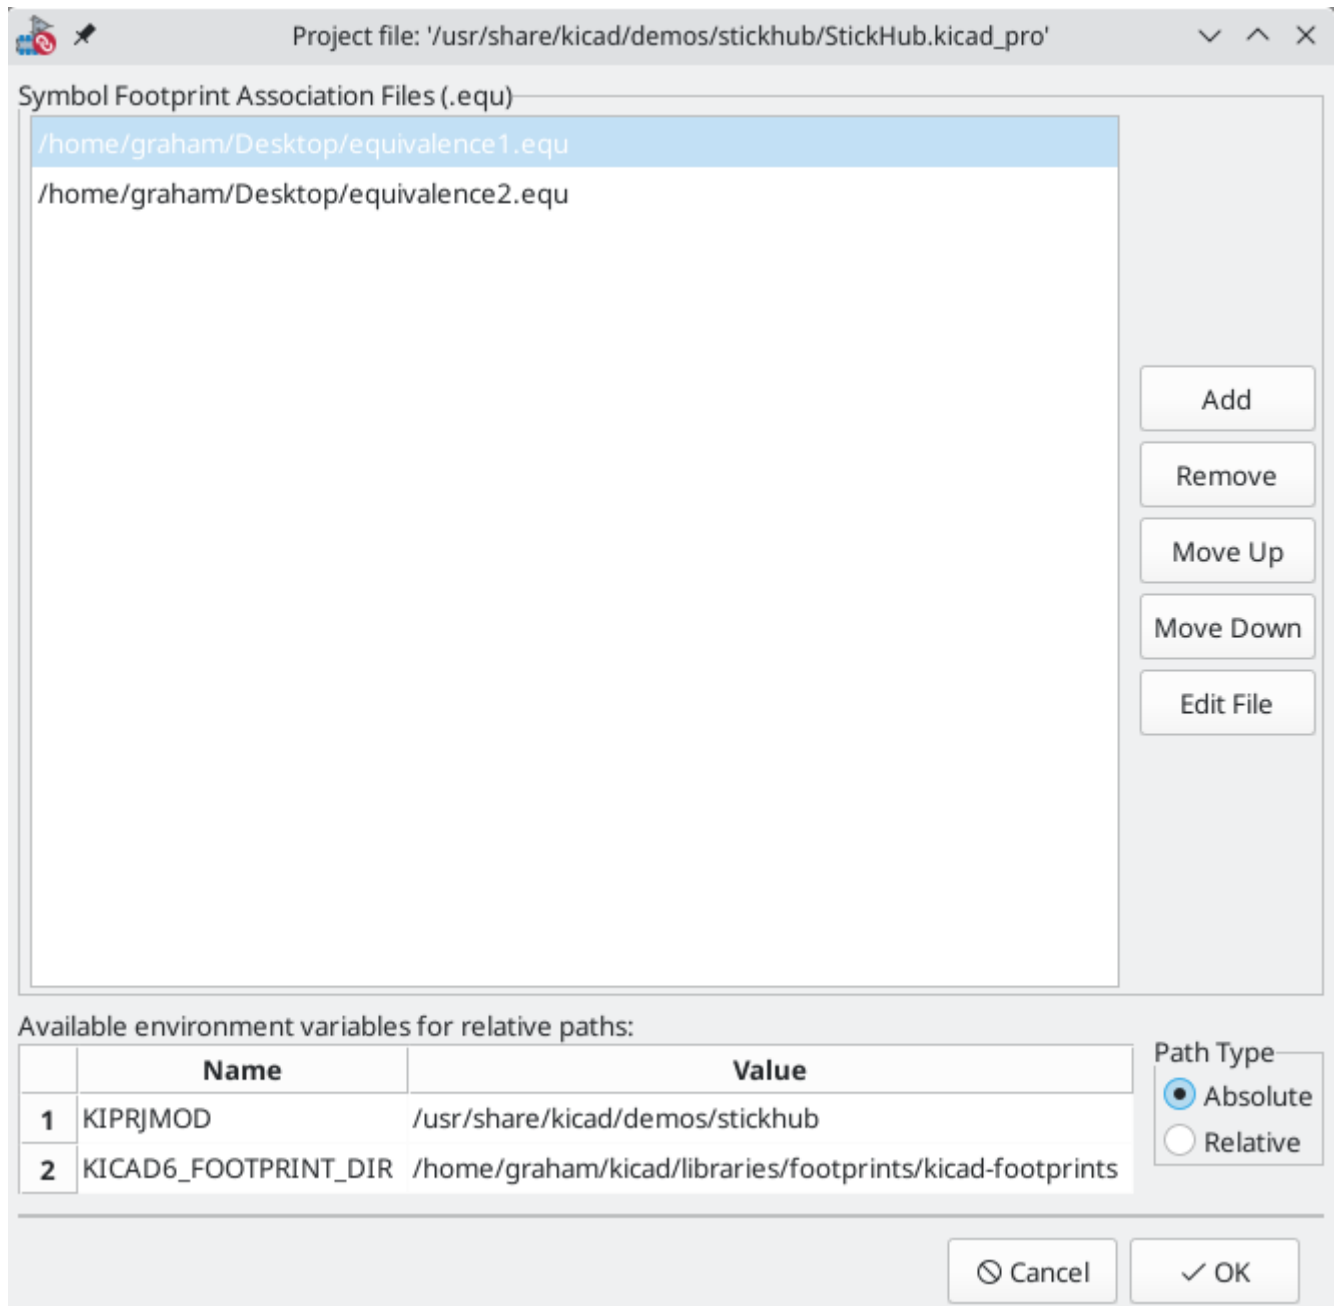 Project file: '/usr/share/kicad/demos/stickhub/StickHub.kicad_pro'
Symbol Footprint Association Files (.equ)
/home/graham/Desktop/equivalence1.equ
/home/graham/Desktop/equivalence2.equ
Add
Remove
Move Up
Move Down
Edit File
Available environment variables for relative paths:
Name Value
1 KIPRJMOD /usr/share/kicad/demos/stickhub
2 KICAD6_FOOTPRINT_DIR /home/graham/kicad/libraries/footprints/kicad-footprints
Path Type
Absolute
Relative
Cancel OK